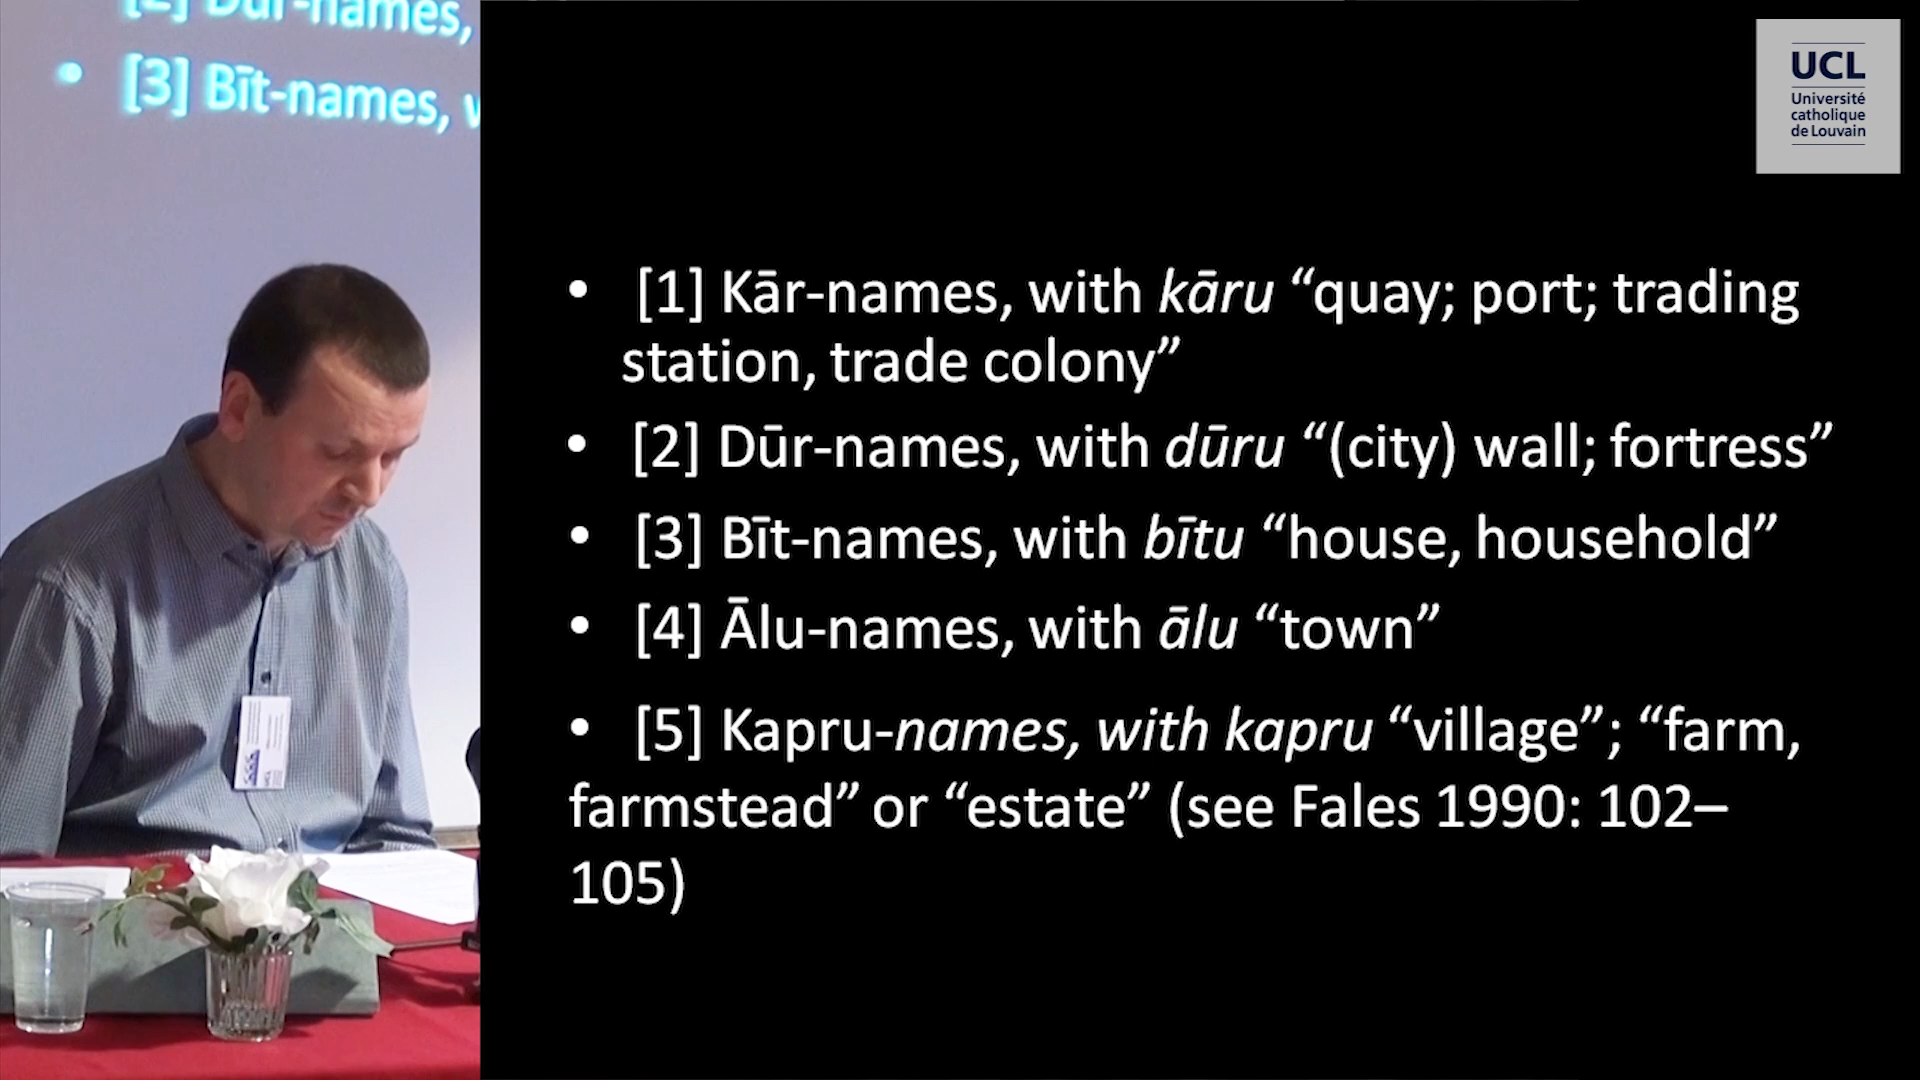 [2] Dūr-names,
• [3] Bīt-names, w
UCL
Université
catholique
de Louvain
• [1] Kār-names, with kāru “quay; port; trading
station, trade colony”
• [2] Dūr-names, with dūru “(city) wall; fortress”
• [3] Bīt-names, with bītu “house, household”
• [4] Ālu-names, with ālu “town”
• [5] Kapru-names, with kapru “village”; “farm,
farmstead” or “estate” (see Fales 1990: 102–
105)